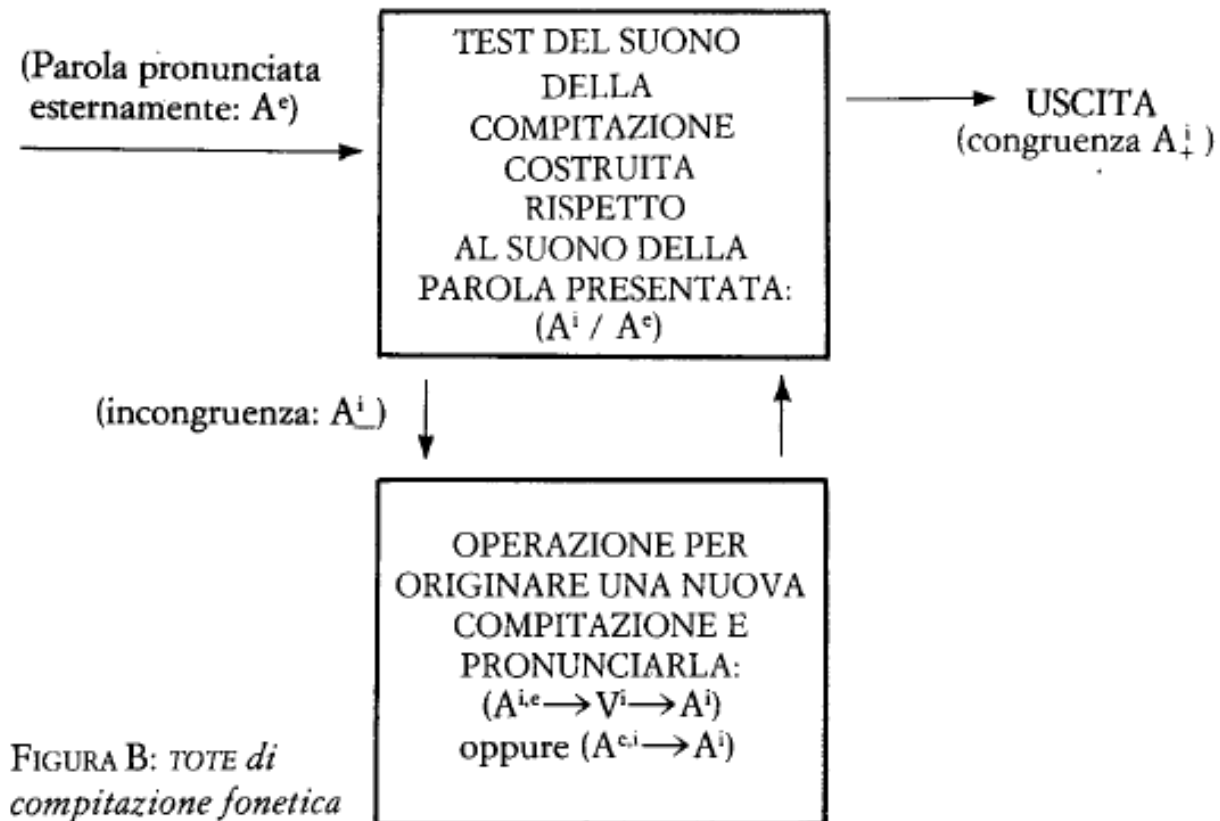 (Parola pronunciata
esternamente: Aᵉ)
TEST DEL SUONO
DELLA
COMPITAZIONE
COSTRUITA
RISPETTO
AL SUONO DELLA
PAROLA PRESENTATA:
(Aⁱ / Aᵉ)
USCITA
(congruenza Aⁱ₊)
(incongruenza: Aⁱ₋)
OPERAZIONE PER
ORIGINARE UNA NUOVA
COMPITAZIONE E
PRONUNCIARLA:
(Aⁱ,ᵉ→Vⁱ→Aⁱ)
oppure (Aᵉ,ⁱ→Aⁱ)
FIGURA B: TOTE di
compitazione fonetica